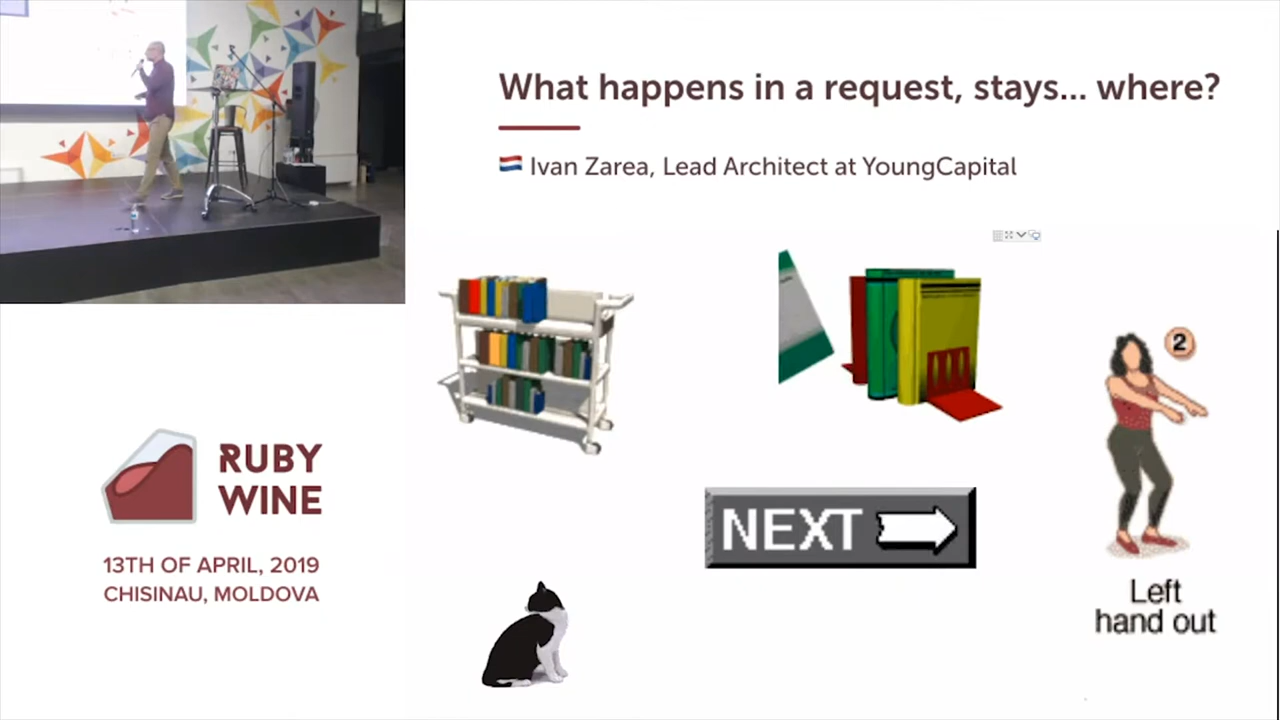 What happens in a request, stays... where?
Ivan Zarea, Lead Architect at YoungCapital
RUBY
WINE
13TH OF APRIL, 2019
CHISINAU, MOLDOVA
NEXT
2
Left
hand out